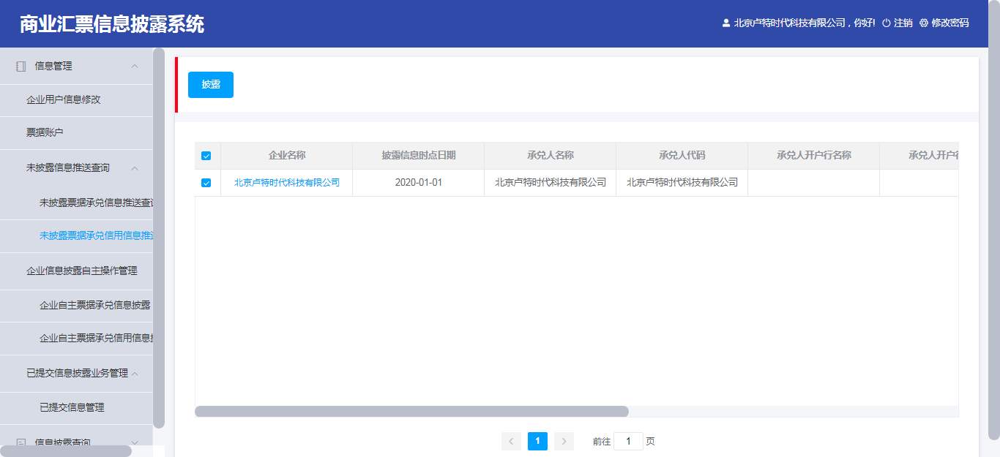 商业汇票信息披露系统
北京卢特时代科技有限公司，你好! 注销 修改密码
信息管理
企业用户信息修改
票据账户
未披露信息推送查询
未披露票据承兑信息推送查
未披露票据承兑信用信息推
企业信息披露自主操作管理
企业自主票据承兑信息披露
企业自主票据承兑信用信息
已提交信息披露业务管理
已提交信息管理
信息披露查询
披露
企业名称 披露信息时点日期 承兑人名称 承兑人代码 承兑人开户行名称 承兑人开户
北京卢特时代科技有限公司 2020-01-01 北京卢特时代科技有限公司 北京卢特时代科技有限公司
1 前往 1 页